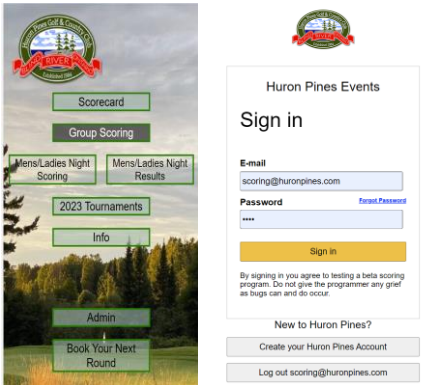 Huron Pines Golf & Country Club
BLIND RIVER ONTARIO
Established 1986
Scorecard
Group Scoring
Mens/Ladies Night
Scoring
Mens/Ladies Night
Results
2023 Tournaments
Info
Admin
Book Your Next
Round
RIVER
Huron Pines Events
Sign in
E-mail
scoring@huronpines.com
Password
Forgot Password
••••
Sign in
By signing in you agree to testing a beta scoring
program. Do not give the programmer any grief
as bugs can and do occur.
New to Huron Pines?
Create your Huron Pines Account
Log out scoring@huronpines.com